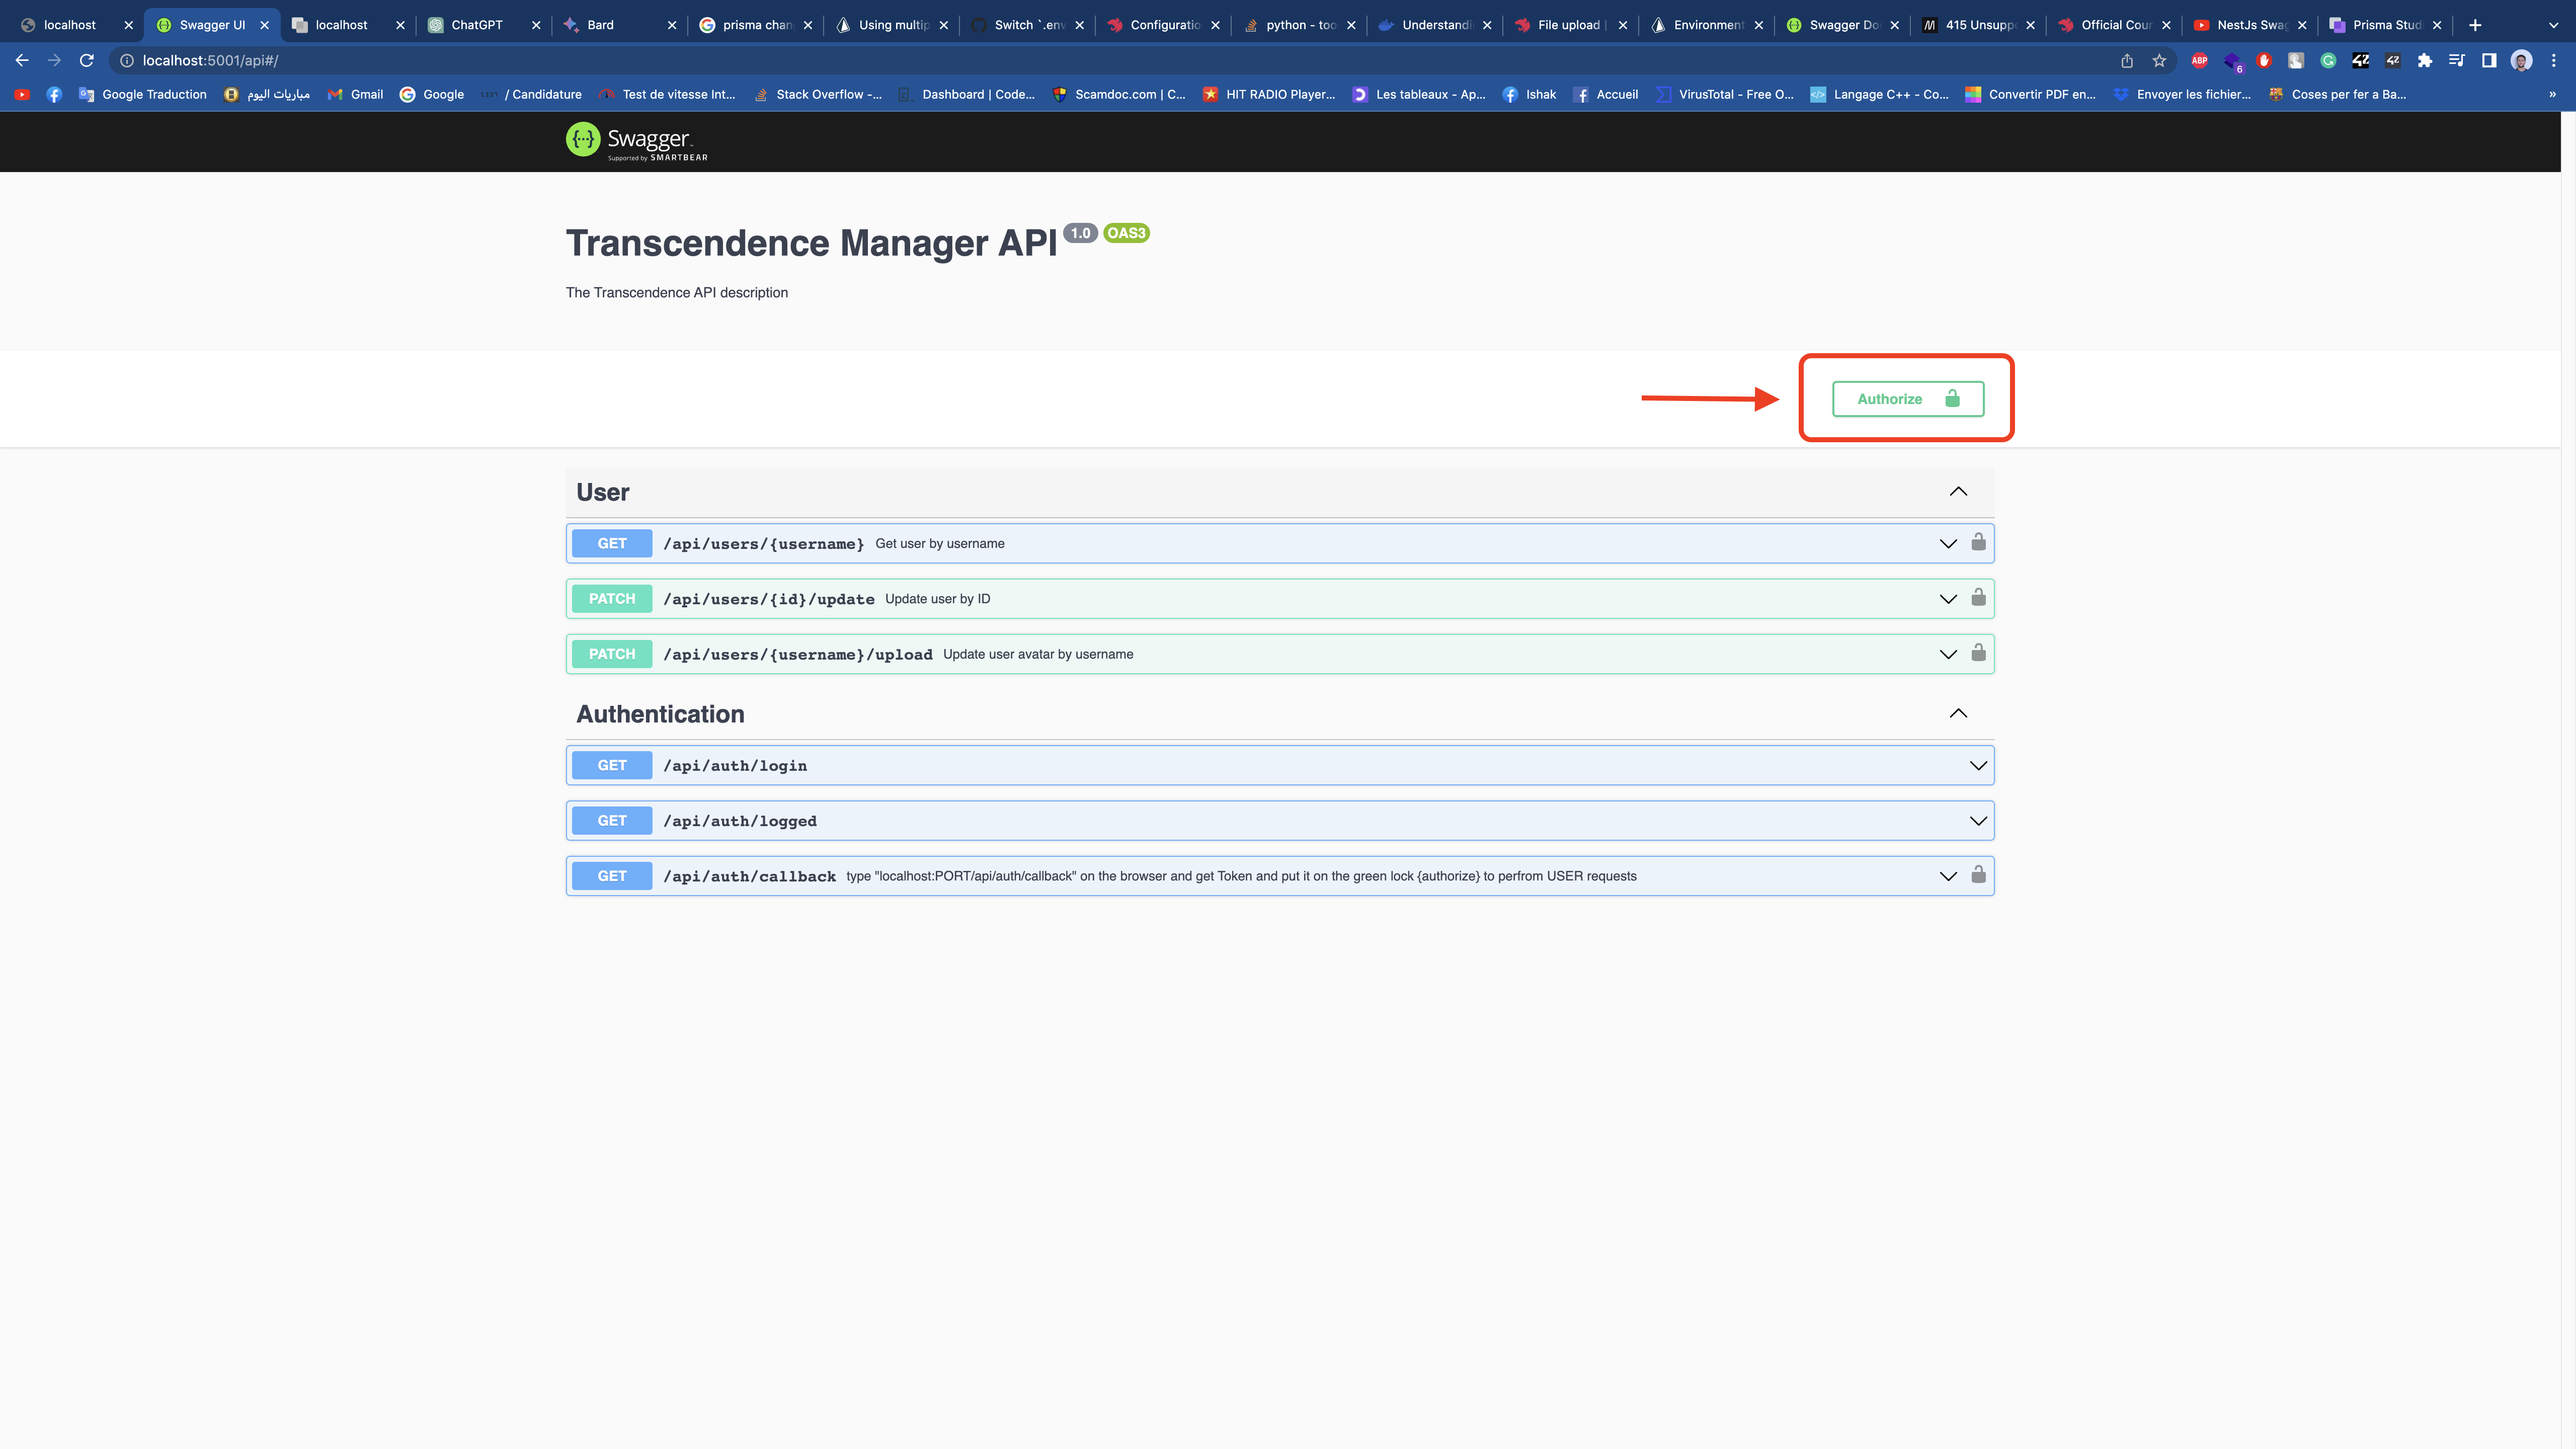 localhost
Swagger UI
localhost
ChatGPT
Bard
prisma chan
Using multip
Switch `.env
Configuratio
python - too
Understandi
File upload |
Environment
Swagger Do
415 Unsupp
Official Cour
NestJs Swag
Prisma Stud
localhost:5001/api#/
ABP
6
Google Traduction
مباريات اليوم
Gmail
Google
1337 / Candidature
Test de vitesse Int...
Stack Overflow -...
Dashboard | Code...
Scamdoc.com | C...
HIT RADIO Player...
Les tableaux - Ap...
Ishak
Accueil
VirusTotal - Free O...
Langage C++ - Co...
Convertir PDF en...
Envoyer les fichier...
Coses per fer a Ba...
»
Swagger
Supported by SMARTBEAR
Transcendence Manager API 1.0 OAS3
The Transcendence API description
Authorize
User
GET /api/users/{username} Get user by username
PATCH /api/users/{id}/update Update user by ID
PATCH /api/users/{username}/upload Update user avatar by username
Authentication
GET /api/auth/login
GET /api/auth/logged
GET /api/auth/callback type "localhost:PORT/api/auth/callback" on the browser and get Token and put it on the green lock {authorize} to perfrom USER requests